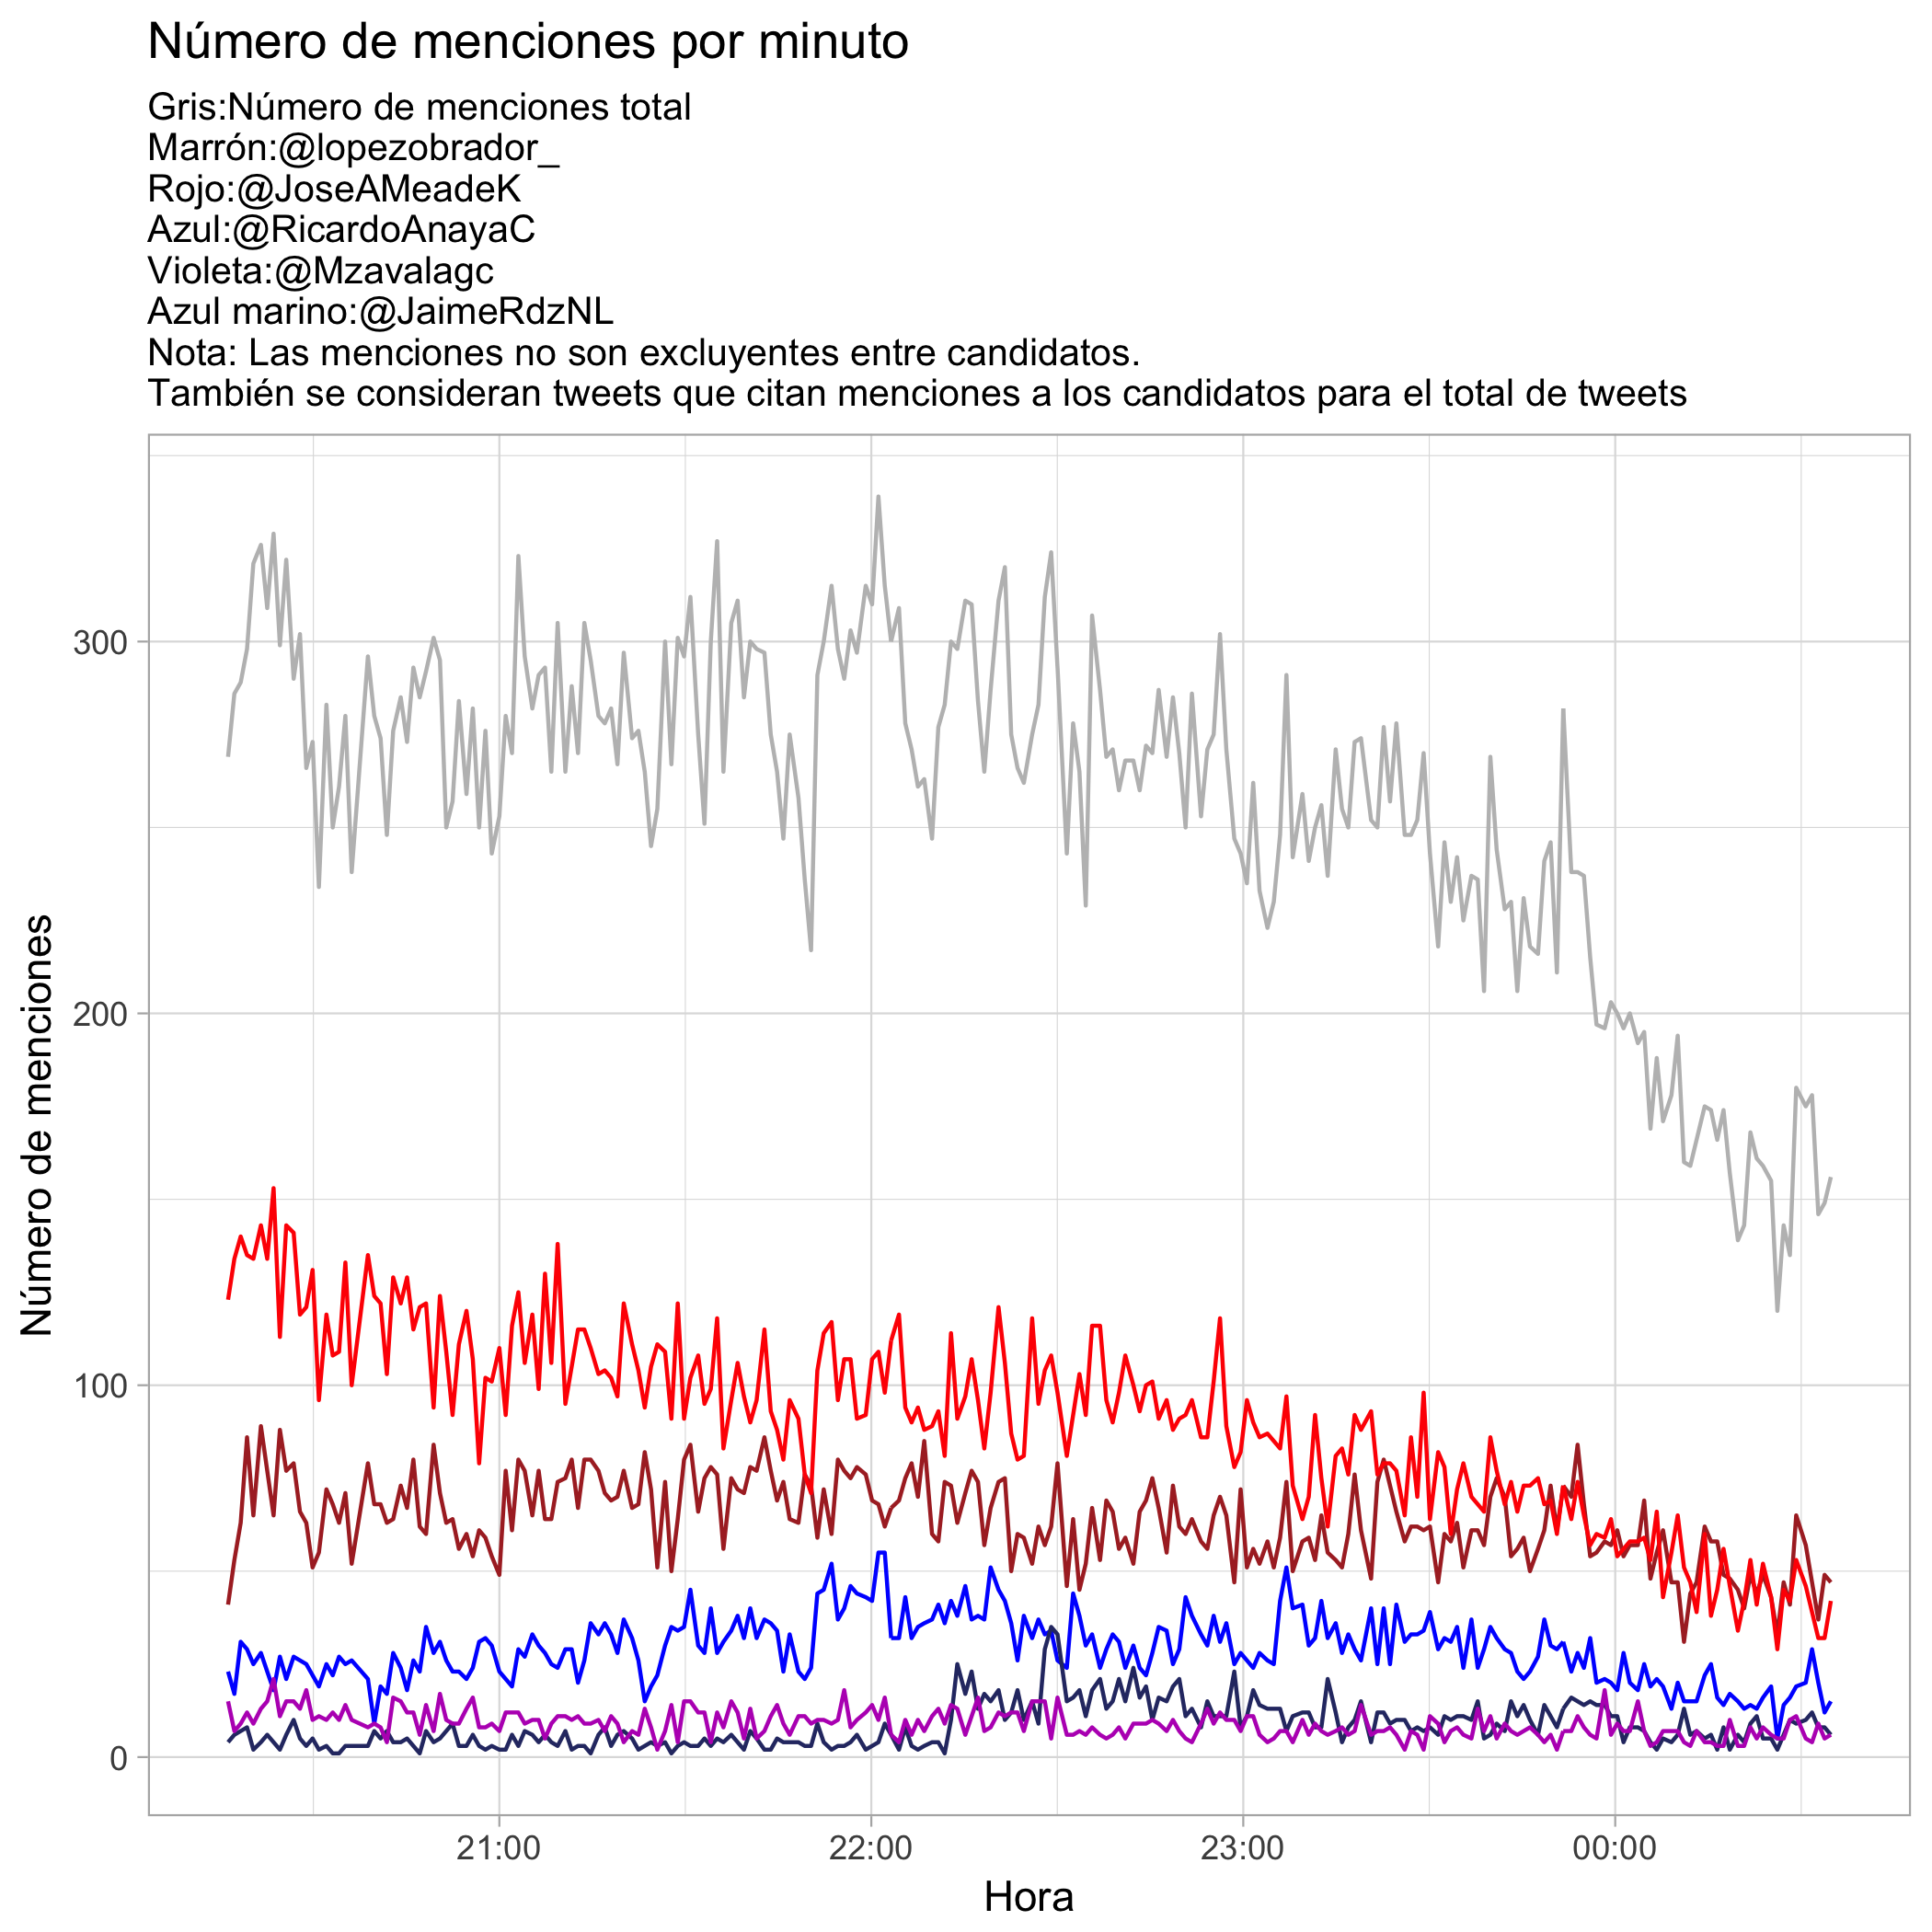 Número de menciones por minuto
Gris:Número de menciones total
Marrón:@lopezobrador_
Rojo:@JoseAMeadeK
Azul:@RicardoAnayaC
Violeta:@Mzavalagc
Azul marino:@JaimeRdzNL
Nota: Las menciones no son excluyentes entre candidatos.
También se consideran tweets que citan menciones a los candidatos para el total de tweets
Número de menciones
300
200
100
0
21:00
22:00
23:00
00:00
Hora